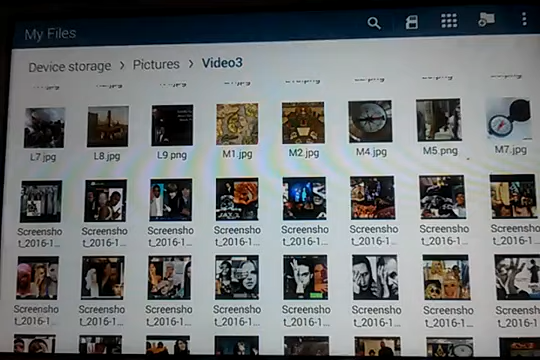 My Files
Device storage > Pictures > Video3
L7.jpg L8.jpg L9.png M1.jpg M2.jpg M4.jpg M5.png M7.jpg
Screensho Screensho Screensho Screensho Screensho Screensho Screensho Screensho
t_2016-1... t_2016-1... t_2016-1... t_2016-1... t_2016-1... t_2016-1... t_2016-1... t_2016-1...
Screensho Screensho Screensho Screensho Screensho Screensho Screensho Screensho
t_2016-1... t_2016-1... t_2016-1... t_2016-1... t_2016-1... t_2016-1... t_2016-1... t_2016-1...